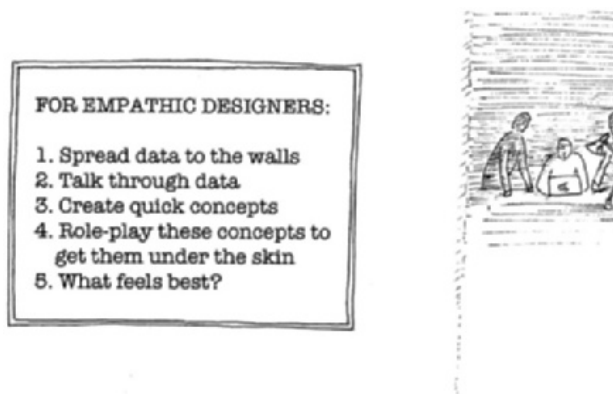 FOR EMPATHIC DESIGNERS:
1. Spread data to the walls
2. Talk through data
3. Create quick concepts
4. Role-play these concepts to
get them under the skin
5. What feels best?